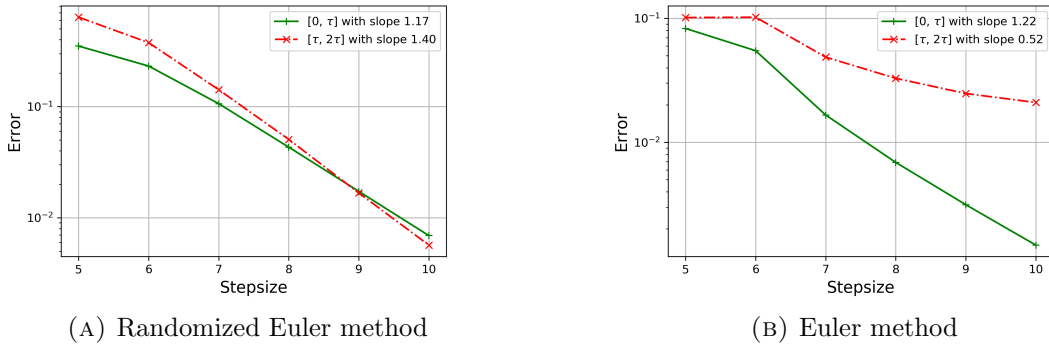 [0, τ] with slope 1.17
[τ, 2τ] with slope 1.40
10⁻¹
10⁻²
Error
5 6 7 8 9 10
Stepsize
(A) Randomized Euler method
[0, τ] with slope 1.22
[τ, 2τ] with slope 0.52
10⁻¹
10⁻²
Error
5 6 7 8 9 10
Stepsize
(B) Euler method